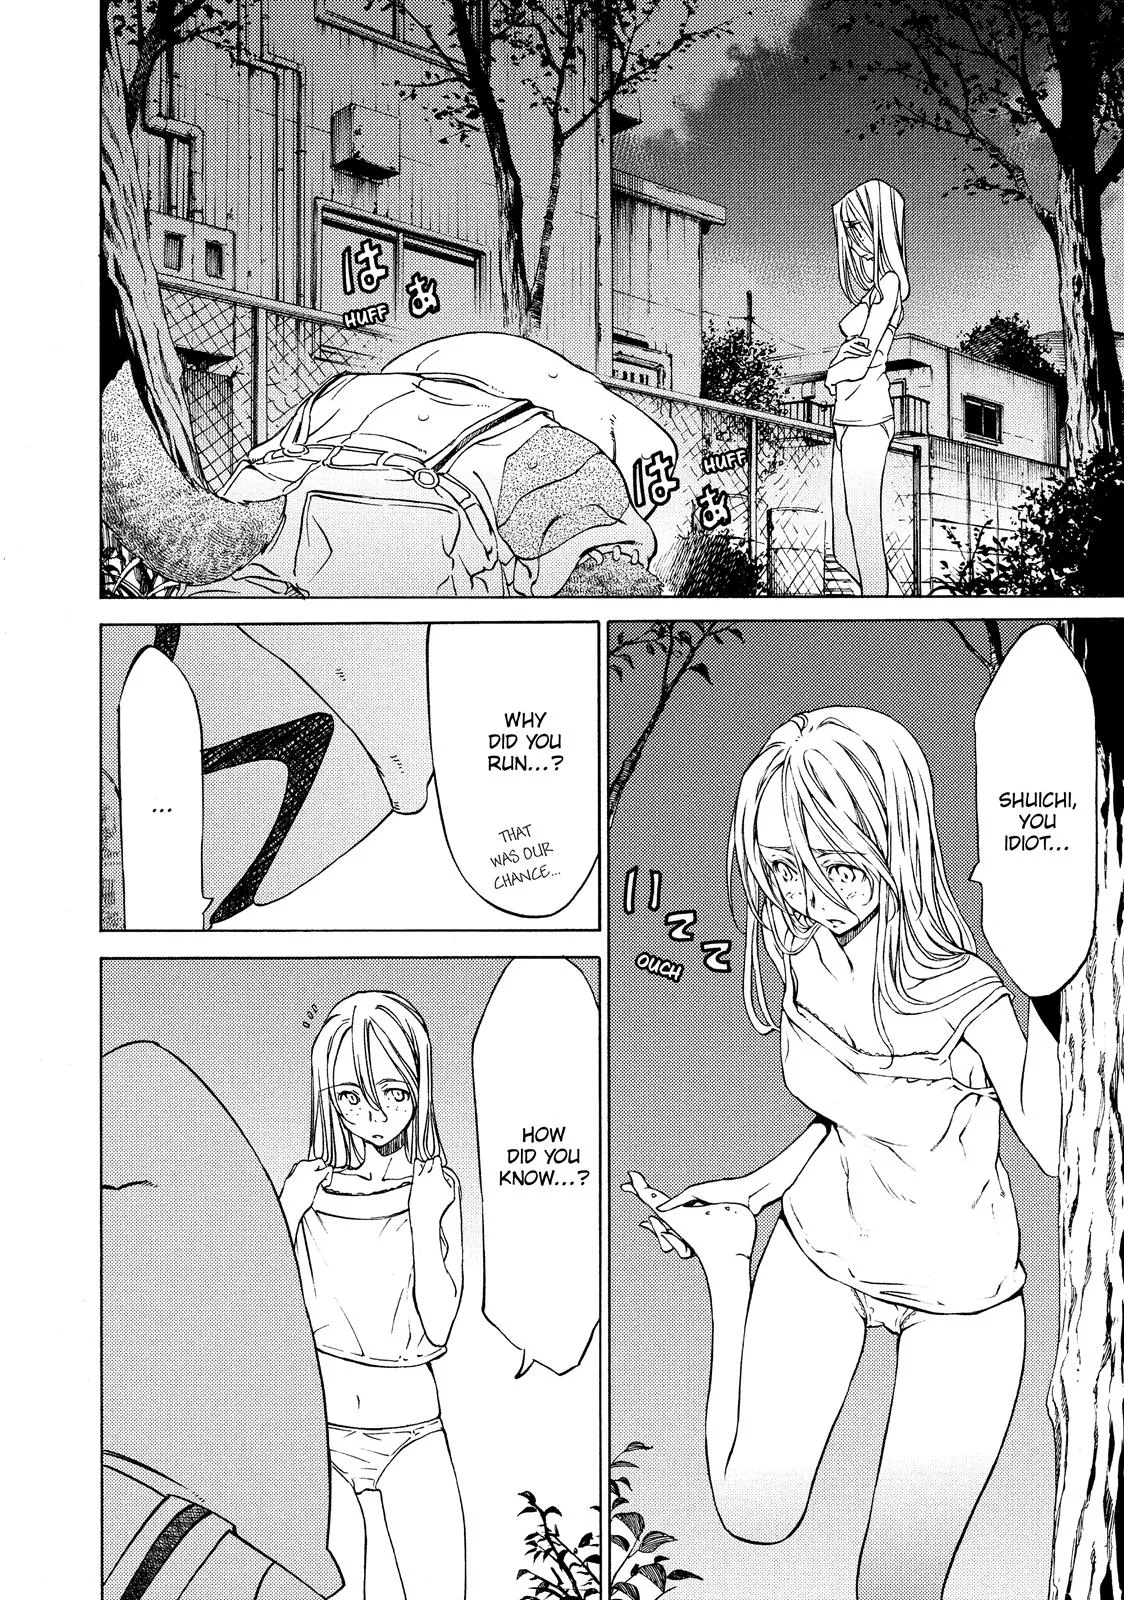 はぁ
HUFF
はぁ
HUFF
SHUICHI,
YOU
IDIOT...
いてて
OUCH
WHY
DID YOU
RUN...?
THAT
WAS OUR
CHANCE...
...
HOW
DID YOU
KNOW...?